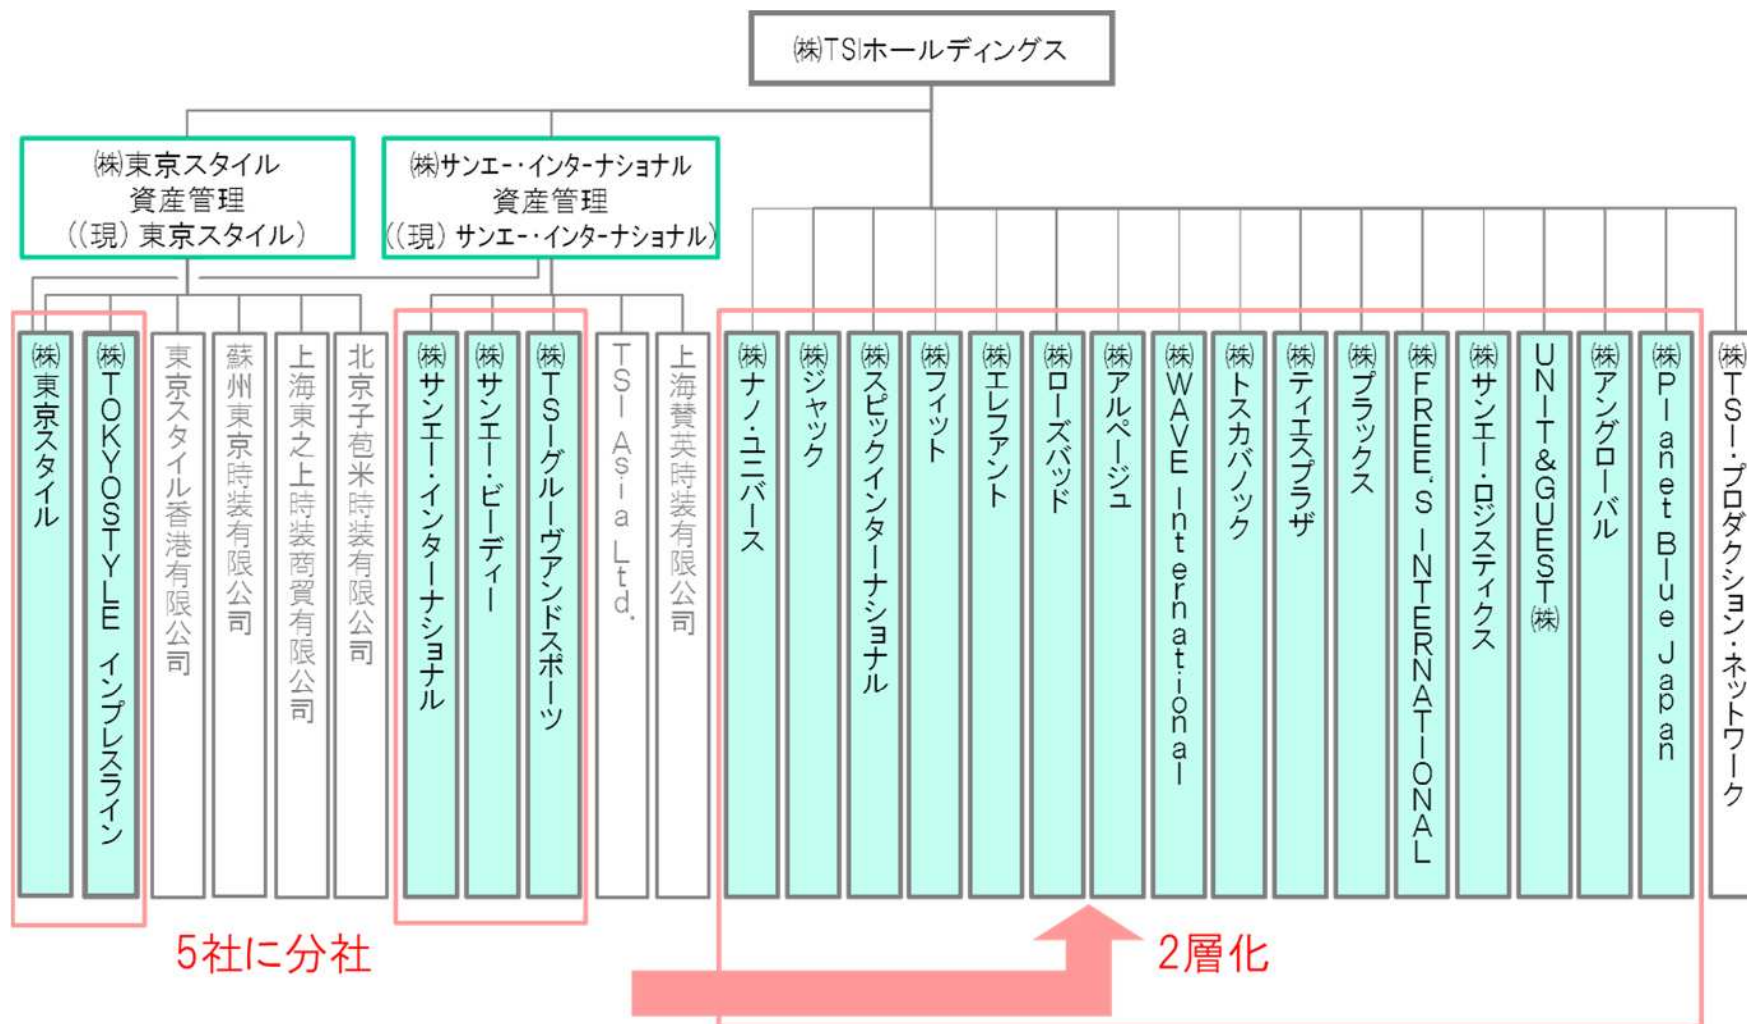 ㈱TSIホールディングス
㈱東京スタイル
資産管理
((現) 東京スタイル)
㈱サンエー・インターナショナル
資産管理
((現) サンエー・インターナショナル)
㈱東京スタイル
㈱TOKYOSTYLE インプレスライン
東京スタイル香港有限公司
蘇州東京時装有限公司
上海東之上時装商貿有限公司
北京子苞米時装有限公司
㈱サンエー・インターナショナル
㈱サンエー・ビーディー
㈱TSIグルーヴアンドスポーツ
TSI Asia Ltd.
上海賛英時装有限公司
㈱ナノ・ユニバース
㈱ジャック
㈱スピックインターナショナル
㈱フィット
㈱エレファント
㈱ローズバッド
㈱アルページュ
㈱WAVE International
㈱トスカバノック
㈱ティエスプラザ
㈱プラックス
㈱FREE'S INTERNATIONAL
㈱サンエー・ロジスティクス
UNIT&GUEST㈱
㈱アングローバル
㈱Planet Blue Japan
㈱TSI・プロダクション・ネットワーク
5社に分社
2層化